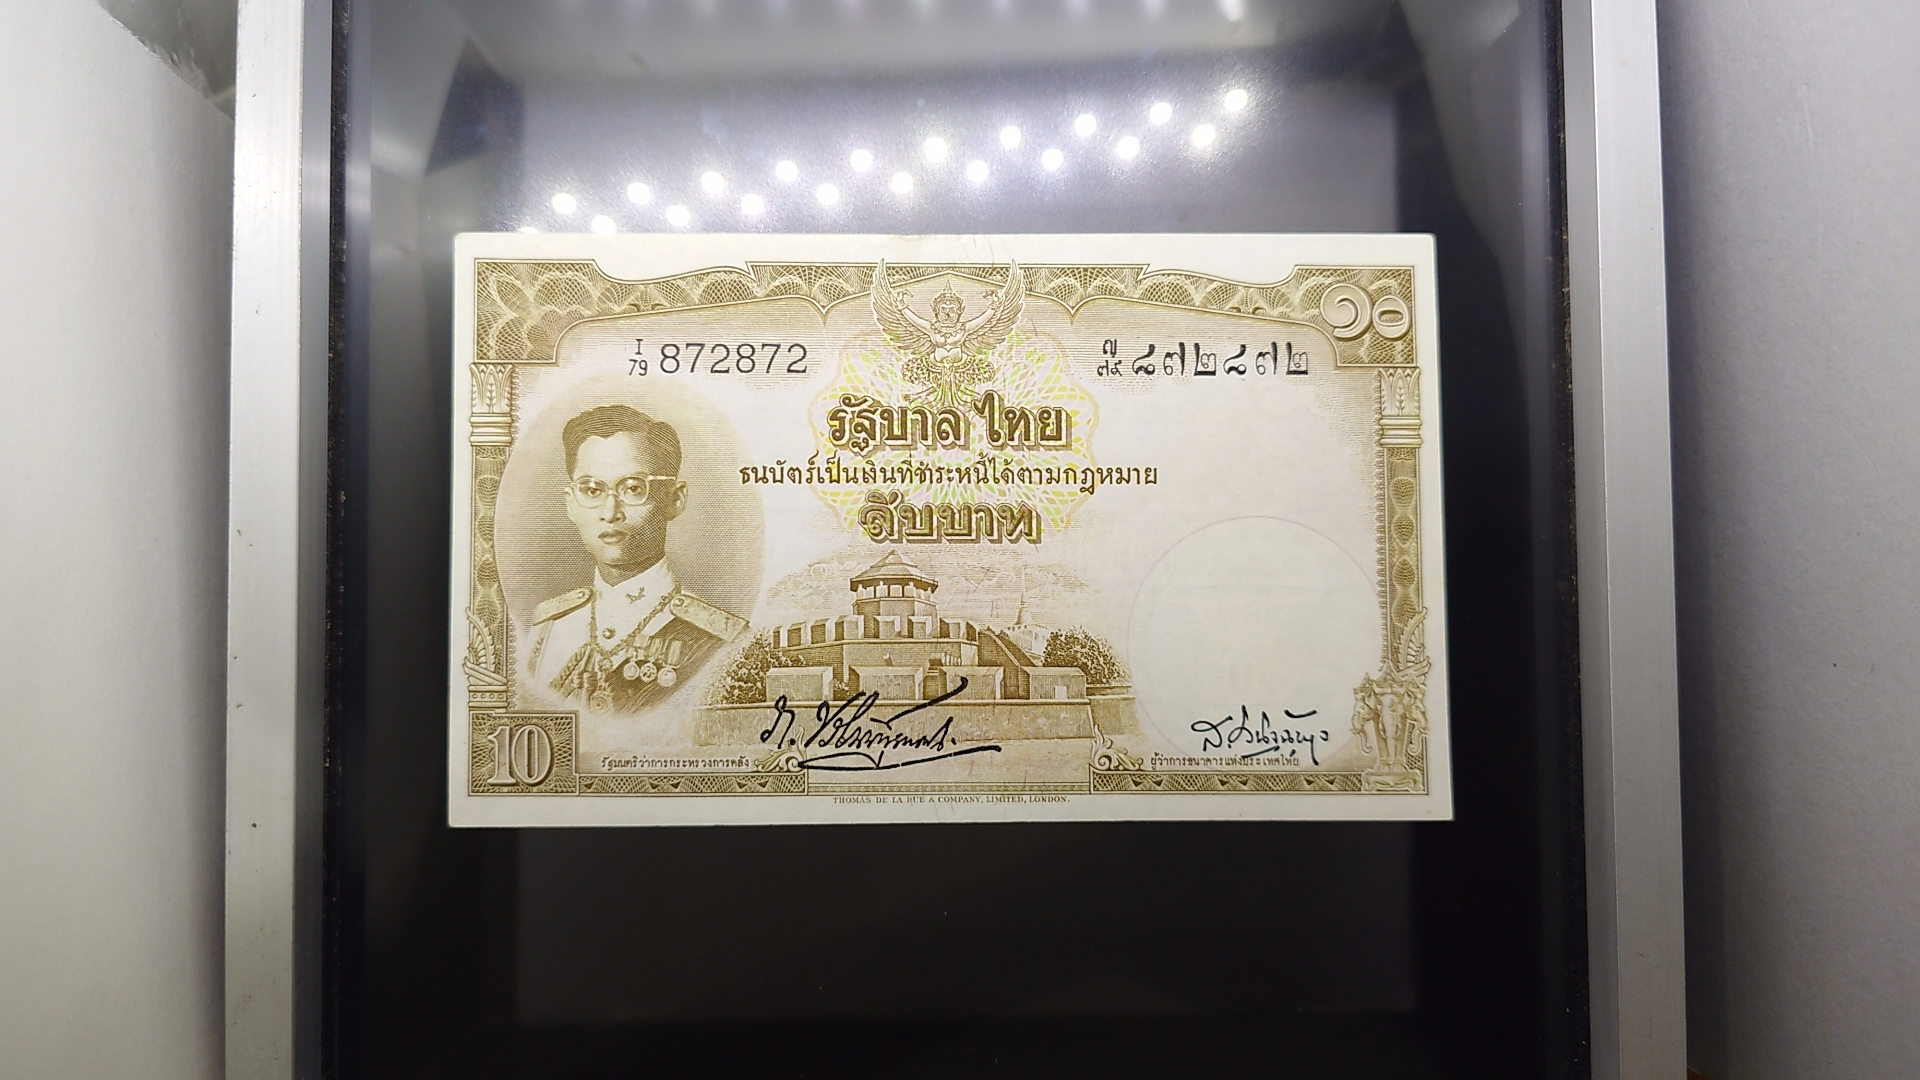 ๑๐
I
79 872872
ฦ
๗๙ ๘๗๒๘๗๒
รัฐบาล ไทย
ธนบัตร์เป็นเงินที่ชำระหนี้ได้ตามกฎหมาย
สิบบาท
10
รัฐมนตรีว่าการกระทรวงการคลัง
ผู้ว่าการธนาคารแห่งประเทศไทย
THOMAS DE LA RUE & COMPANY, LIMITED, LONDON.